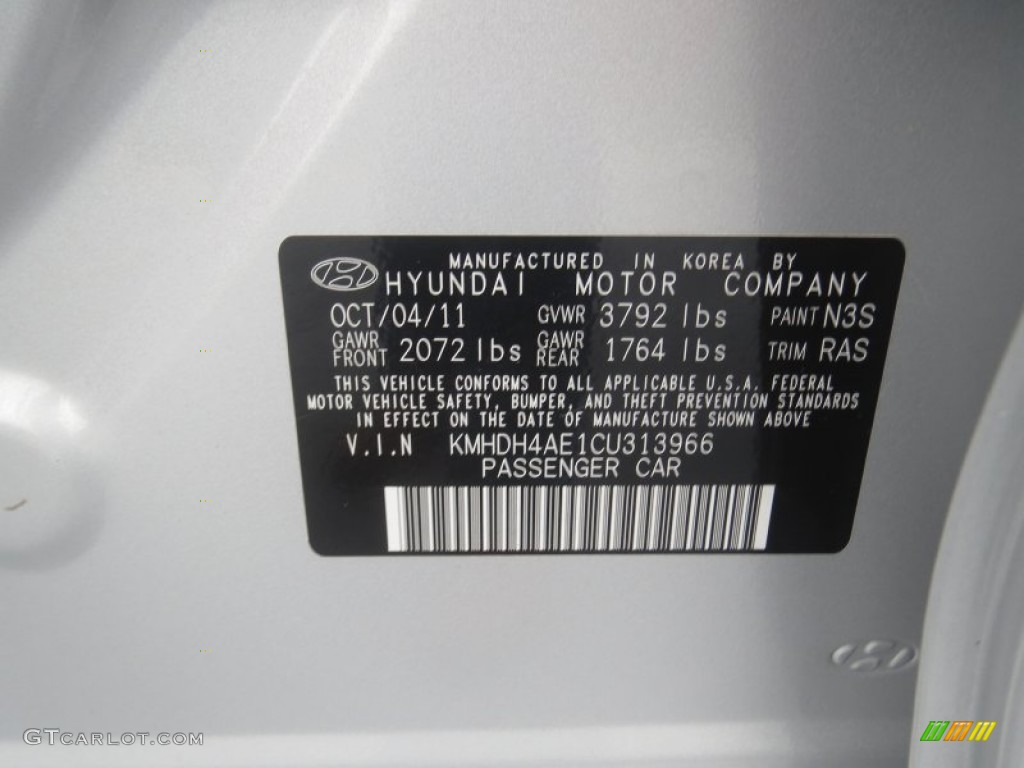 MANUFACTURED IN KOREA BY
HYUNDAI MOTOR COMPANY
OCT/04/11 GVWR 3792 lbs PAINT N3S
GAWR FRONT 2072 lbs GAWR REAR 1764 lbs TRIM RAS
THIS VEHICLE CONFORMS TO ALL APPLICABLE U.S.A. FEDERAL
MOTOR VEHICLE SAFETY, BUMPER, AND THEFT PREVENTION STANDARDS
IN EFFECT ON THE DATE OF MANUFACTURE SHOWN ABOVE
V.I.N KMHDH4AE1CU313966
PASSENGER CAR
GTCARLOT.COM